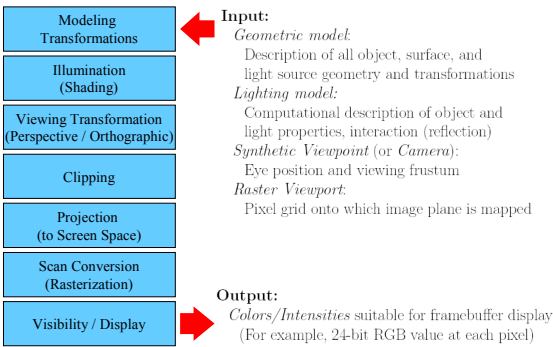 Modeling
Transformations
Illumination
(Shading)
Viewing Transformation
(Perspective / Orthographic)
Clipping
Projection
(to Screen Space)
Scan Conversion
(Rasterization)
Visibility / Display
Input:
Geometric model:
Description of all object, surface, and
light source geometry and transformations
Lighting model:
Computational description of object and
light properties, interaction (reflection)
Synthetic Viewpoint (or Camera):
Eye position and viewing frustum
Raster Viewport:
Pixel grid onto which image plane is mapped
Output:
Colors/Intensities suitable for framebuffer display
(For example, 24-bit RGB value at each pixel)